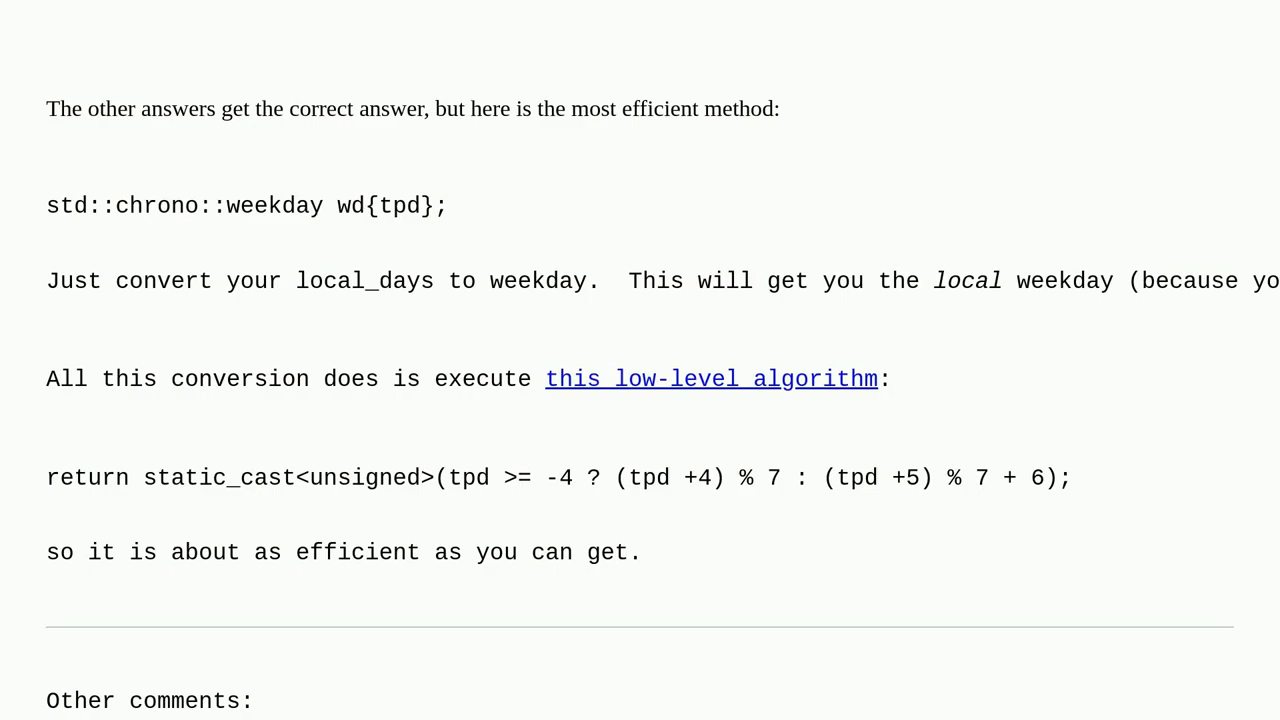 The other answers get the correct answer, but here is the most efficient method:
std::chrono::weekday wd{tpd};
Just convert your local_days to weekday.  This will get you the local weekday (because yo
All this conversion does is execute this low-level algorithm:
return static_cast<unsigned>(tpd >= -4 ? (tpd +4) % 7 : (tpd +5) % 7 + 6);
so it is about as efficient as you can get.
Other comments: